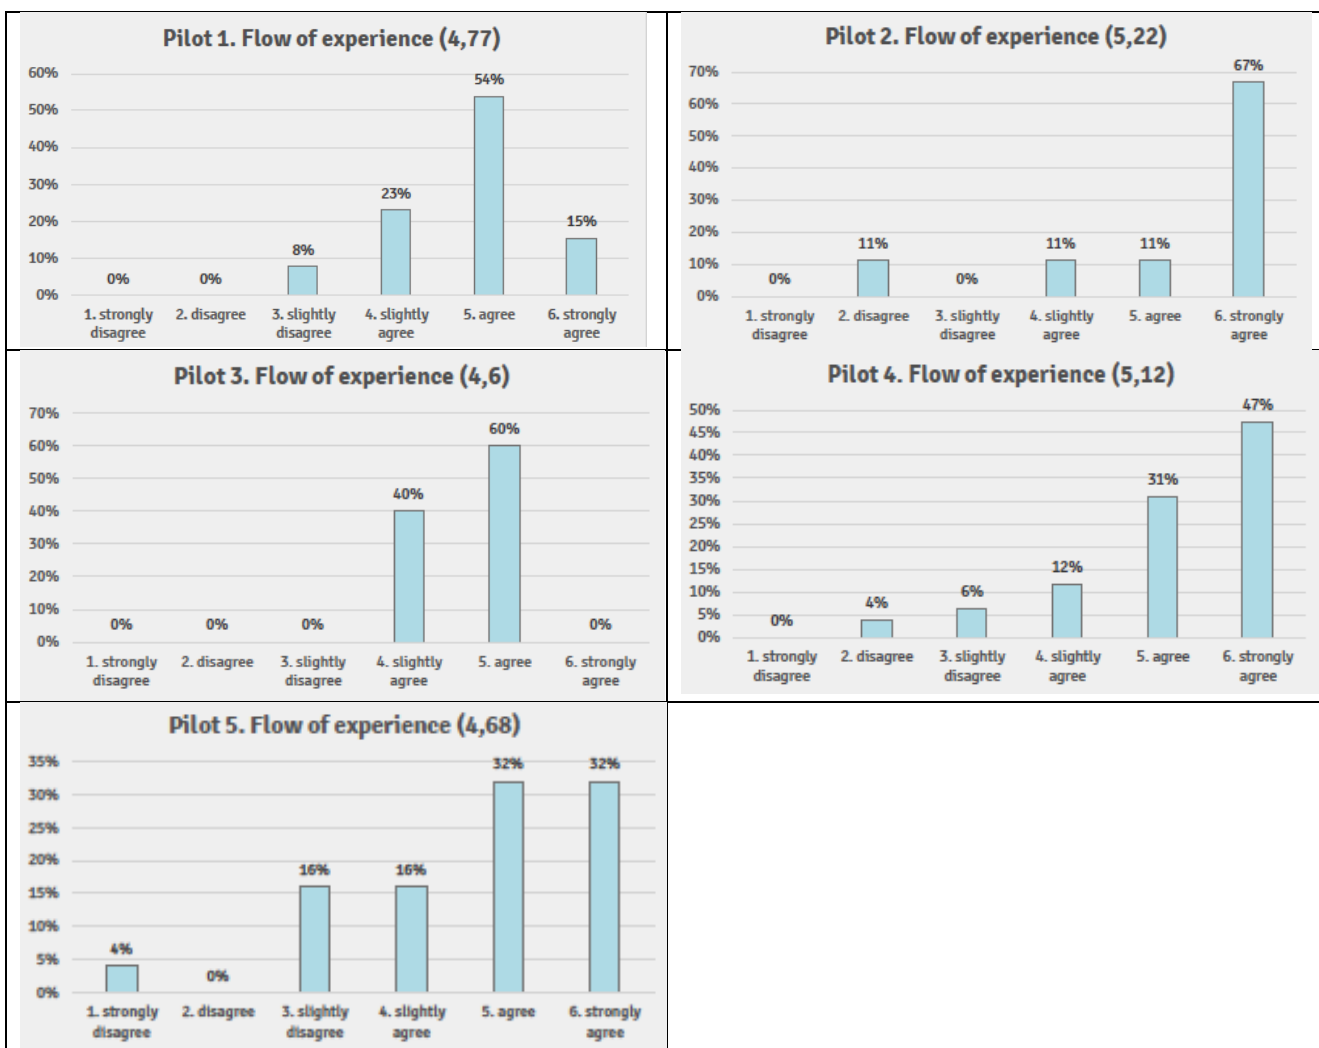 Pilot 1. Flow of experience (4,77)
60%
50%
40%
30%
20%
10%
0%
0%
0%
8%
23%
54%
15%
1. strongly disagree
2. disagree
3. slightly disagree
4. slightly agree
5. agree
6. strongly agree
Pilot 2. Flow of experience (5,22)
70%
60%
50%
40%
30%
20%
10%
0%
0%
11%
0%
11%
11%
67%
1. strongly disagree
2. disagree
3. slightly disagree
4. slightly agree
5. agree
6. strongly agree
Pilot 3. Flow of experience (4,6)
70%
60%
50%
40%
30%
20%
10%
0%
0%
0%
0%
40%
60%
0%
1. strongly disagree
2. disagree
3. slightly disagree
4. slightly agree
5. agree
6. strongly agree
Pilot 4. Flow of experience (5,12)
50%
45%
40%
35%
30%
25%
20%
15%
10%
5%
0%
0%
4%
6%
12%
31%
47%
1. strongly disagree
2. disagree
3. slightly disagree
4. slightly agree
5. agree
6. strongly agree
Pilot 5. Flow of experience (4,68)
35%
30%
25%
20%
15%
10%
5%
0%
4%
0%
16%
16%
32%
32%
1. strongly disagree
2. disagree
3. slightly disagree
4. slightly agree
5. agree
6. strongly agree